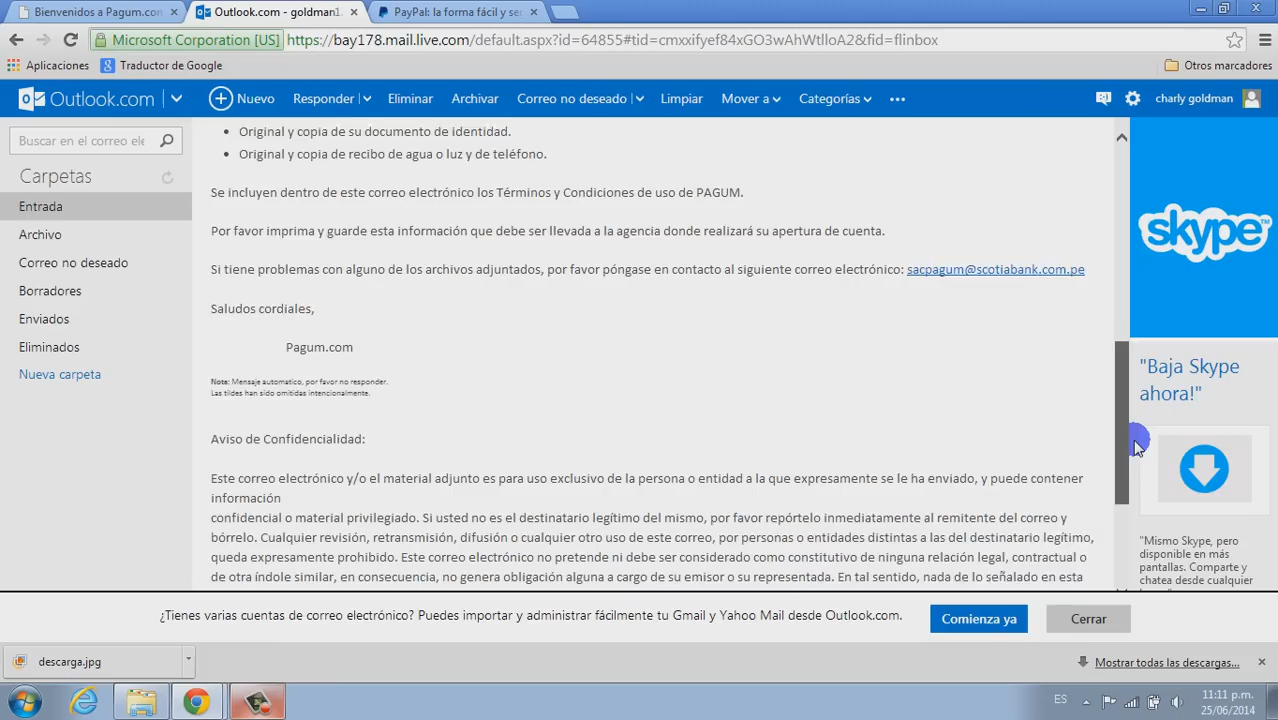 Bienvenidos a Pagum.com
Outlook.com - goldman1
PayPal: la forma fácil y se
Microsoft Corporation [US] https://bay178.mail.live.com/default.aspx?id=64855#tid=cmxxifyef84xGO3wAhWtlloA2&fid=flinbox
Aplicaciones Traductor de Google Otros marcadores
Outlook.com Nuevo Responder Eliminar Archivar Correo no deseado Limpiar Mover a Categorías ••• charly goldman
Buscar en el correo ele
Carpetas
Entrada
Archivo
Correo no deseado
Borradores
Enviados
Eliminados
Nueva carpeta
• Original y copia de su documento de identidad.
• Original y copia de recibo de agua o luz y de teléfono.
Se incluyen dentro de este correo electrónico los Términos y Condiciones de uso de PAGUM.
Por favor imprima y guarde esta información que debe ser llevada a la agencia donde realizará su apertura de cuenta.
Si tiene problemas con alguno de los archivos adjuntados, por favor póngase en contacto al siguiente correo electrónico: sacpagum@scotiabank.com.pe
Saludos cordiales,
Pagum.com
Nota: Mensaje automatico, por favor no responder.
Las tildes han sido omitidas intencionalmente.
Aviso de Confidencialidad:
Este correo electrónico y/o el material adjunto es para uso exclusivo de la persona o entidad a la que expresamente se le ha enviado, y puede contener
información
confidencial o material privilegiado. Si usted no es el destinatario legítimo del mismo, por favor repórtelo inmediatamente al remitente del correo y
bórrelo. Cualquier revisión, retransmisión, difusión o cualquier otro uso de este correo, por personas o entidades distintas a las del destinatario legítimo,
queda expresamente prohibido. Este correo electrónico no pretende ni debe ser considerado como constitutivo de ninguna relación legal, contractual o
de otra índole similar, en consecuencia, no genera obligación alguna a cargo de su emisor o su representada. En tal sentido, nada de lo señalado en esta
skype™
"Baja Skype
ahora!"
"Mismo Skype, pero
disponible en más
pantallas. Comparte y
chatea desde cualquier
¿Tienes varias cuentas de correo electrónico? Puedes importar y administrar fácilmente tu Gmail y Yahoo Mail desde Outlook.com. Comienza ya Cerrar
descarga.jpg Mostrar todas las descargas...
ES 11:11 p.m.
25/06/2014